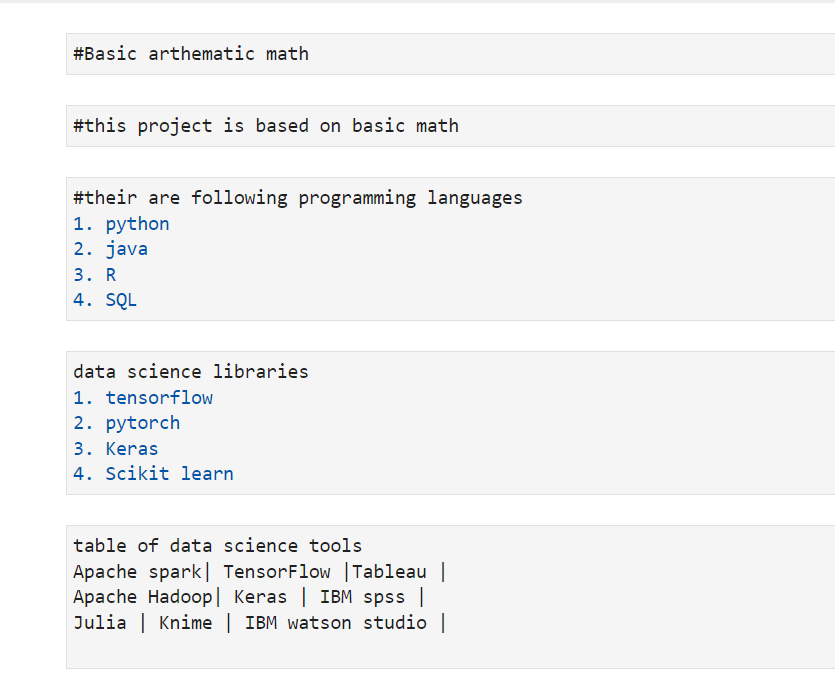 #Basic arthematic math
#this project is based on basic math
#their are following programming languages
1. python
2. java
3. R
4. SQL
data science libraries
1. tensorflow
2. pytorch
3. Keras
4. Scikit learn
table of data science tools
Apache spark| TensorFlow |Tableau |
Apache Hadoop| Keras | IBM spss |
Julia | Knime | IBM watson studio |